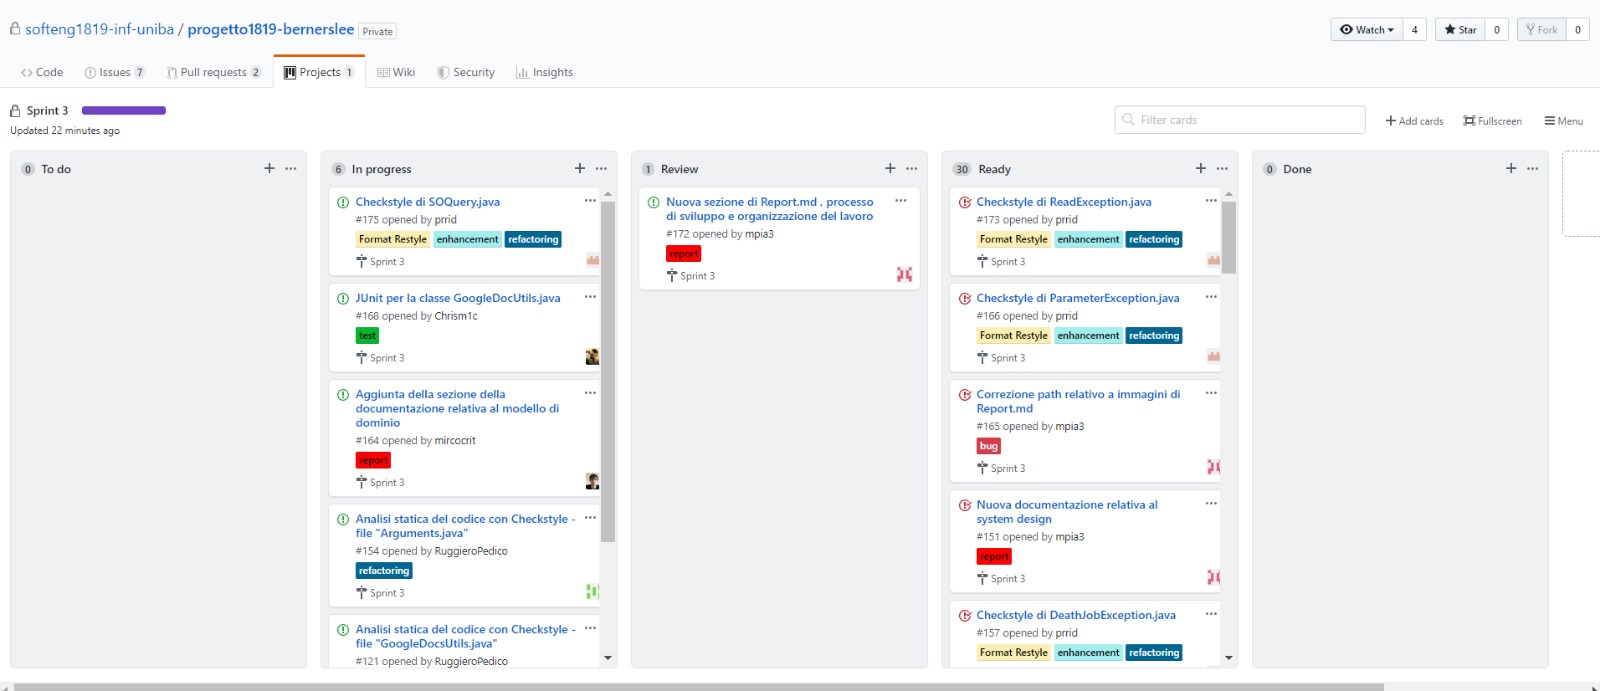 softeng1819-inf-uniba / progetto1819-bernerslee Private
Watch 4 Star 0 Fork 0
Code Issues 7 Pull requests 2 Projects 1 Wiki Security Insights
Sprint 3
Updated 22 minutes ago
Filter cards
Add cards Fullscreen Menu
0 To do
6 In progress
Checkstyle di SOQuery.java
#175 opened by prrid
Format Restyle enhancement refactoring
Sprint 3
JUnit per la classe GoogleDocUtils.java
#168 opened by Chrism1c
test
Sprint 3
Aggiunta della sezione della
documentazione relativa al modello di
dominio
#164 opened by mircocrit
report
Sprint 3
Analisi statica del codice con Checkstyle -
file "Arguments.java"
#154 opened by RuggieroPedico
refactoring
Sprint 3
Analisi statica del codice con Checkstyle -
file "GoogleDocsUtils.java"
#121 opened by RuggieroPedico
1 Review
Nuova sezione di Report.md , processo
di sviluppo e organizzazione del lavoro
#172 opened by mpia3
report
Sprint 3
30 Ready
Checkstyle di ReadException.java
#173 opened by prrid
Format Restyle enhancement refactoring
Sprint 3
Checkstyle di ParameterException.java
#166 opened by prrid
Format Restyle enhancement refactoring
Sprint 3
Correzione path relativo a immagini di
Report.md
#165 opened by mpia3
bug
Sprint 3
Nuova documentazione relativa al
system design
#151 opened by mpia3
report
Sprint 3
Checkstyle di DeathJobException.java
#157 opened by prrid
Format Restyle enhancement refactoring
0 Done